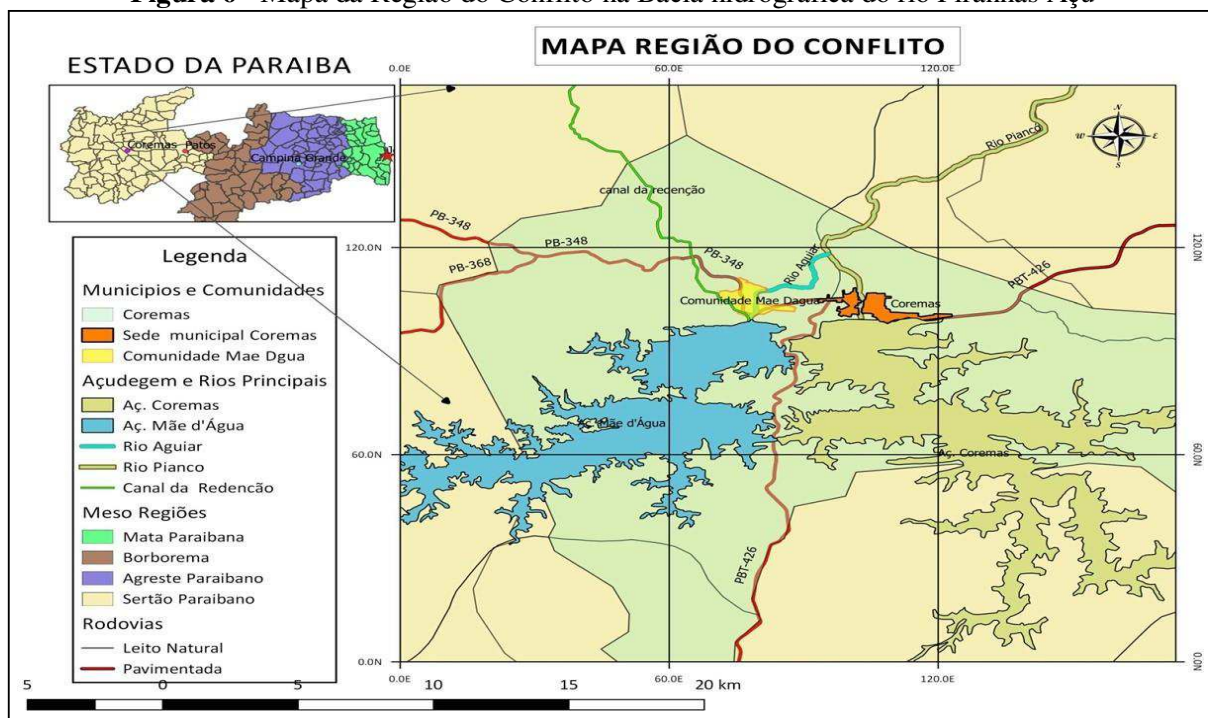 Figura 6 - Mapa da Região do Conflito na Bacia hidrográfica do rio Piranhas Açu
MAPA REGIÃO DO CONFLITO
ESTADO DA PARAIBA
Coremas
Patos
Campina Grande
Legenda
Municipios e Comunidades
Coremas
Sede municipal Coremas
Comunidade Mae Dgua
Açudegem e Rios Principais
Aç. Coremas
Aç. Mãe d'Água
Rio Aguiar
Rio Pianco
Canal da Redencão
Meso Regiões
Mata Paraibana
Borborema
Agreste Paraibano
Sertão Paraibano
Rodovias
Leito Natural
Pavimentada
0.0E
60.0E
120.0E
N
W
E
S
Rio Piancó
canal da redenção
PB-348
120.0N
PB-348
120.0N
PB-368
PB-348
Rio Aguiar
PBT-426
Comunidade Mae Dagua
Coremas
Aç. Mãe d'Água
Aç. Coremas
60.0N
60.0N
PBT-426
0.0N
0.0N
0.0E
60.0E
120.0E
5
0
5
10
15
20 km